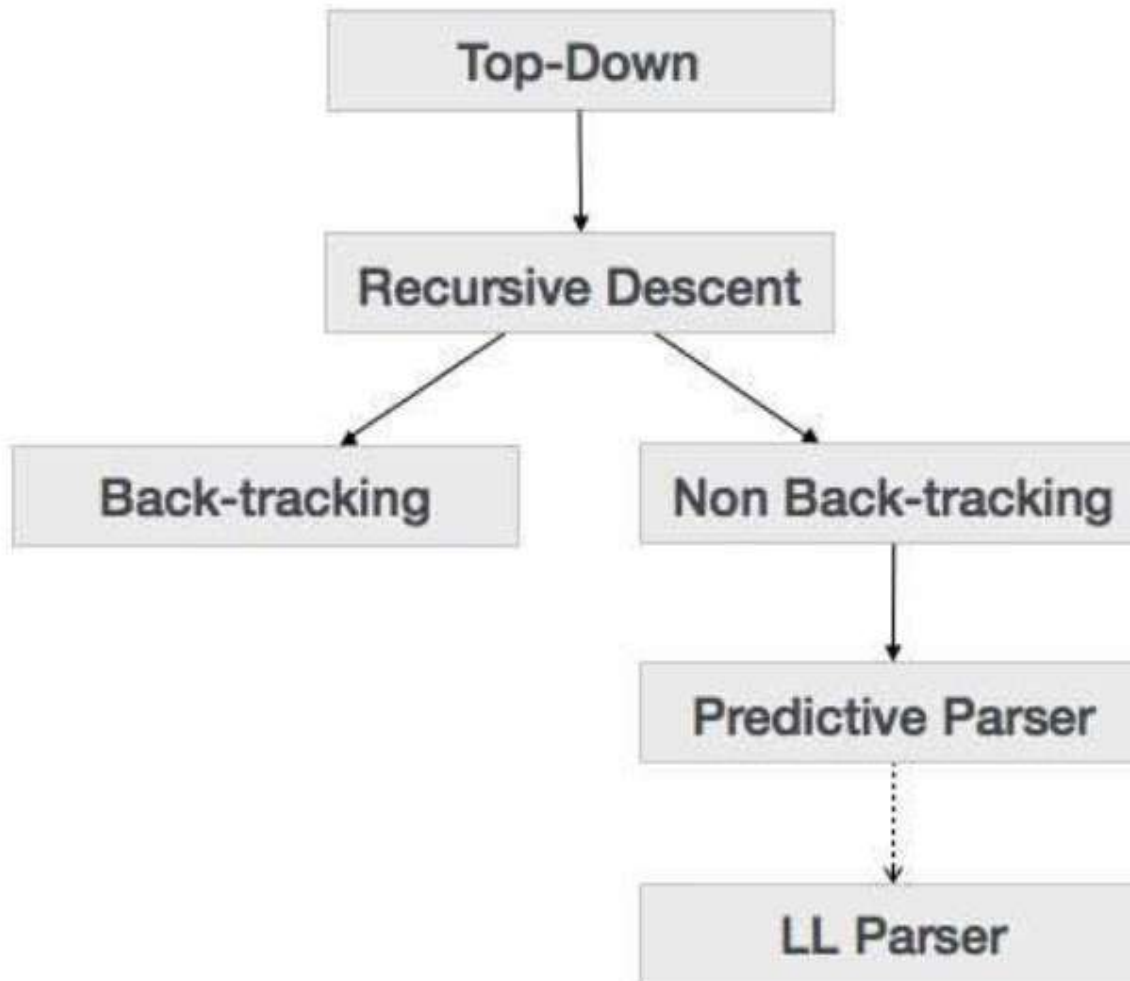 Top-Down
Recursive Descent
Back-tracking
Non Back-tracking
Predictive Parser
LL Parser